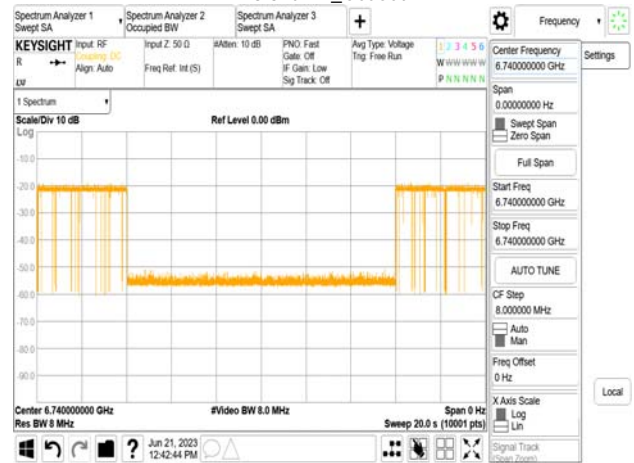 Spectrum Analyzer 1
Swept SA
Spectrum Analyzer 2
Occupied BW
Spectrum Analyzer 3
Swept SA
+
Frequency
Settings
KEYSIGHT
R
Input: RF
Coupling: DC
Align: Auto
Input Z: 50 Ω
Freq Ref: Int (S)
#Atten: 10 dB
PNO: Fast
Gate: Off
IF Gain: Low
Sig Track: Off
Avg Type: Voltage
Trig: Free Run
1 2 3 4 5 6
W W W W W W
P N N N N N
1 Spectrum
Scale/Div 10 dB
Ref Level 0.00 dBm
Log
-10.0
-20.0
-30.0
-40.0
-50.0
-60.0
-70.0
-80.0
-90.0
Center 6.740000000 GHz
#Video BW 8.0 MHz
Span 0 Hz
Res BW 8 MHz
Sweep 20.0 s (10001 pts)
Center Frequency
6.740000000 GHz
Span
0.00000000 Hz
Swept Span
Zero Span
Full Span
Start Freq
6.740000000 GHz
Stop Freq
6.740000000 GHz
AUTO TUNE
CF Step
8.000000 MHz
Auto
Man
Freq Offset
0 Hz
X Axis Scale
Log
Lin
Signal Track
(Span Zoom)
Local
?
Jun 21, 2023
12:42:44 PM